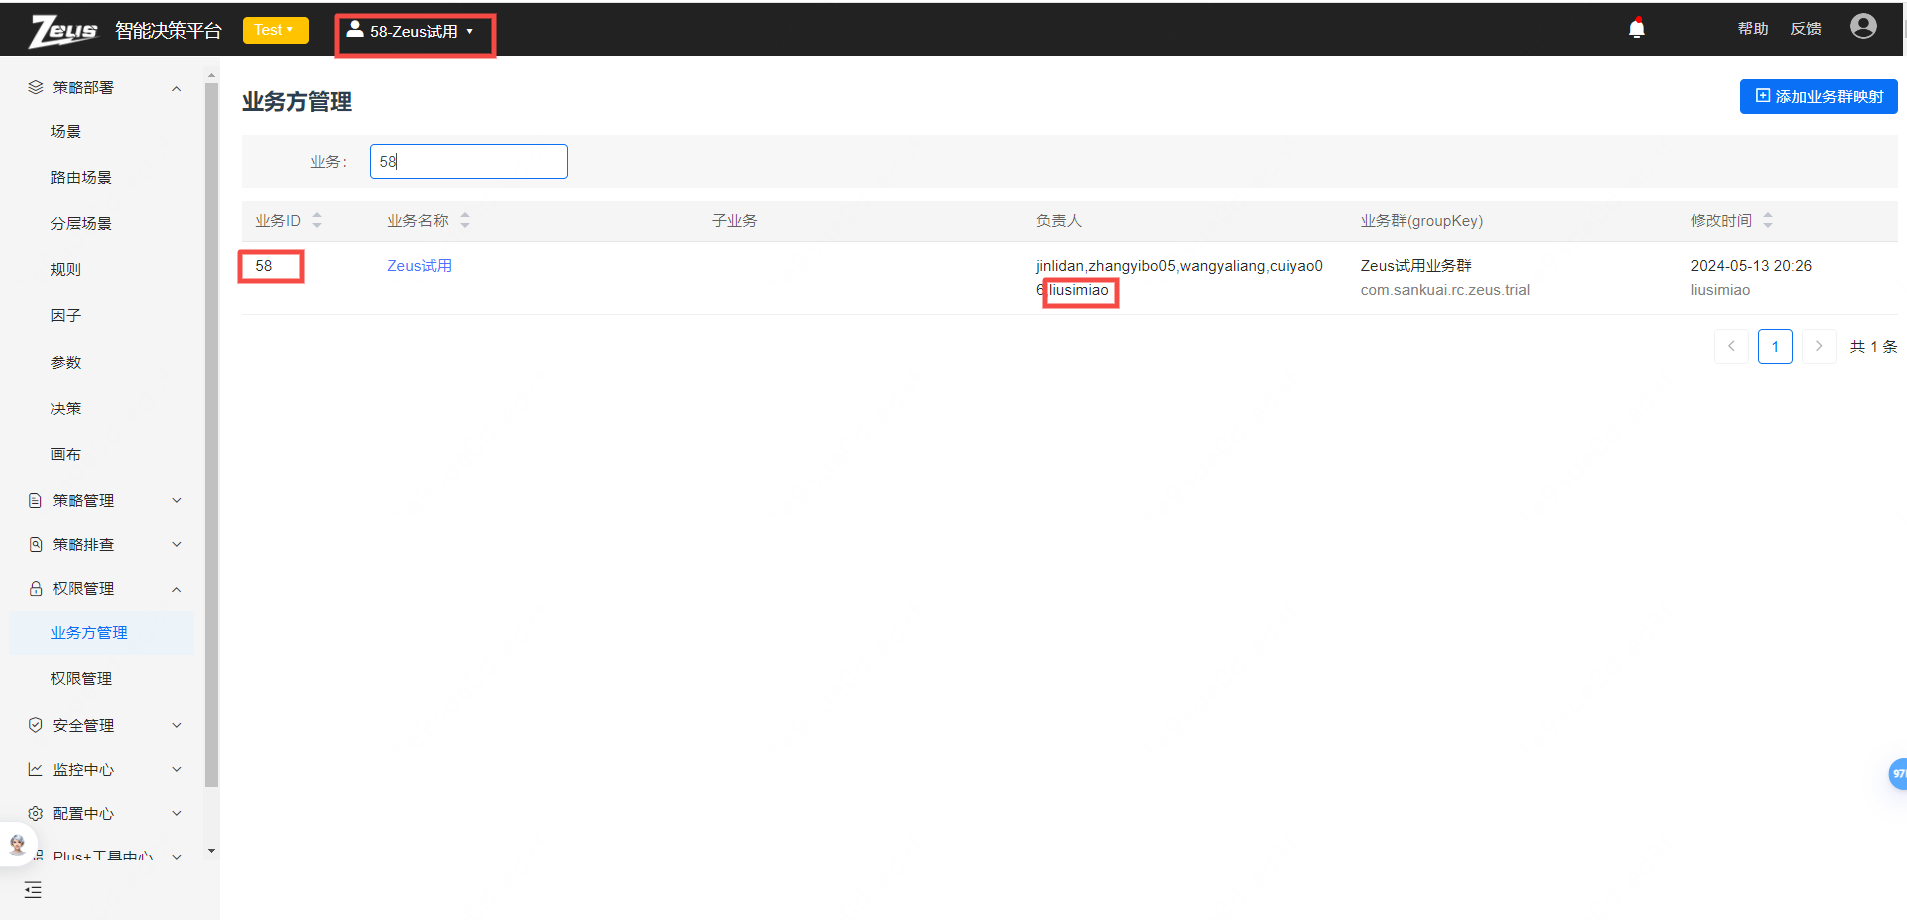 Zeus 智能决策平台 Test 58-Zeus试用 帮助 反馈
策略部署
场景
路由场景
分层场景
规则
因子
参数
决策
画布
策略管理
策略排查
权限管理
业务方管理
权限管理
安全管理
监控中心
配置中心
Plus+工具中心
业务方管理
添加业务群映射
业务: 58
业务ID 业务名称 子业务 负责人 业务群(groupKey) 修改时间
58 Zeus试用 jinlidan,zhangyibo05,wangyaliang,cuiyao0 Zeus试用业务群 2024-05-13 20:26
6,liusimiao com.sankuai.rc.zeus.trial liusimiao
1 共 1 条